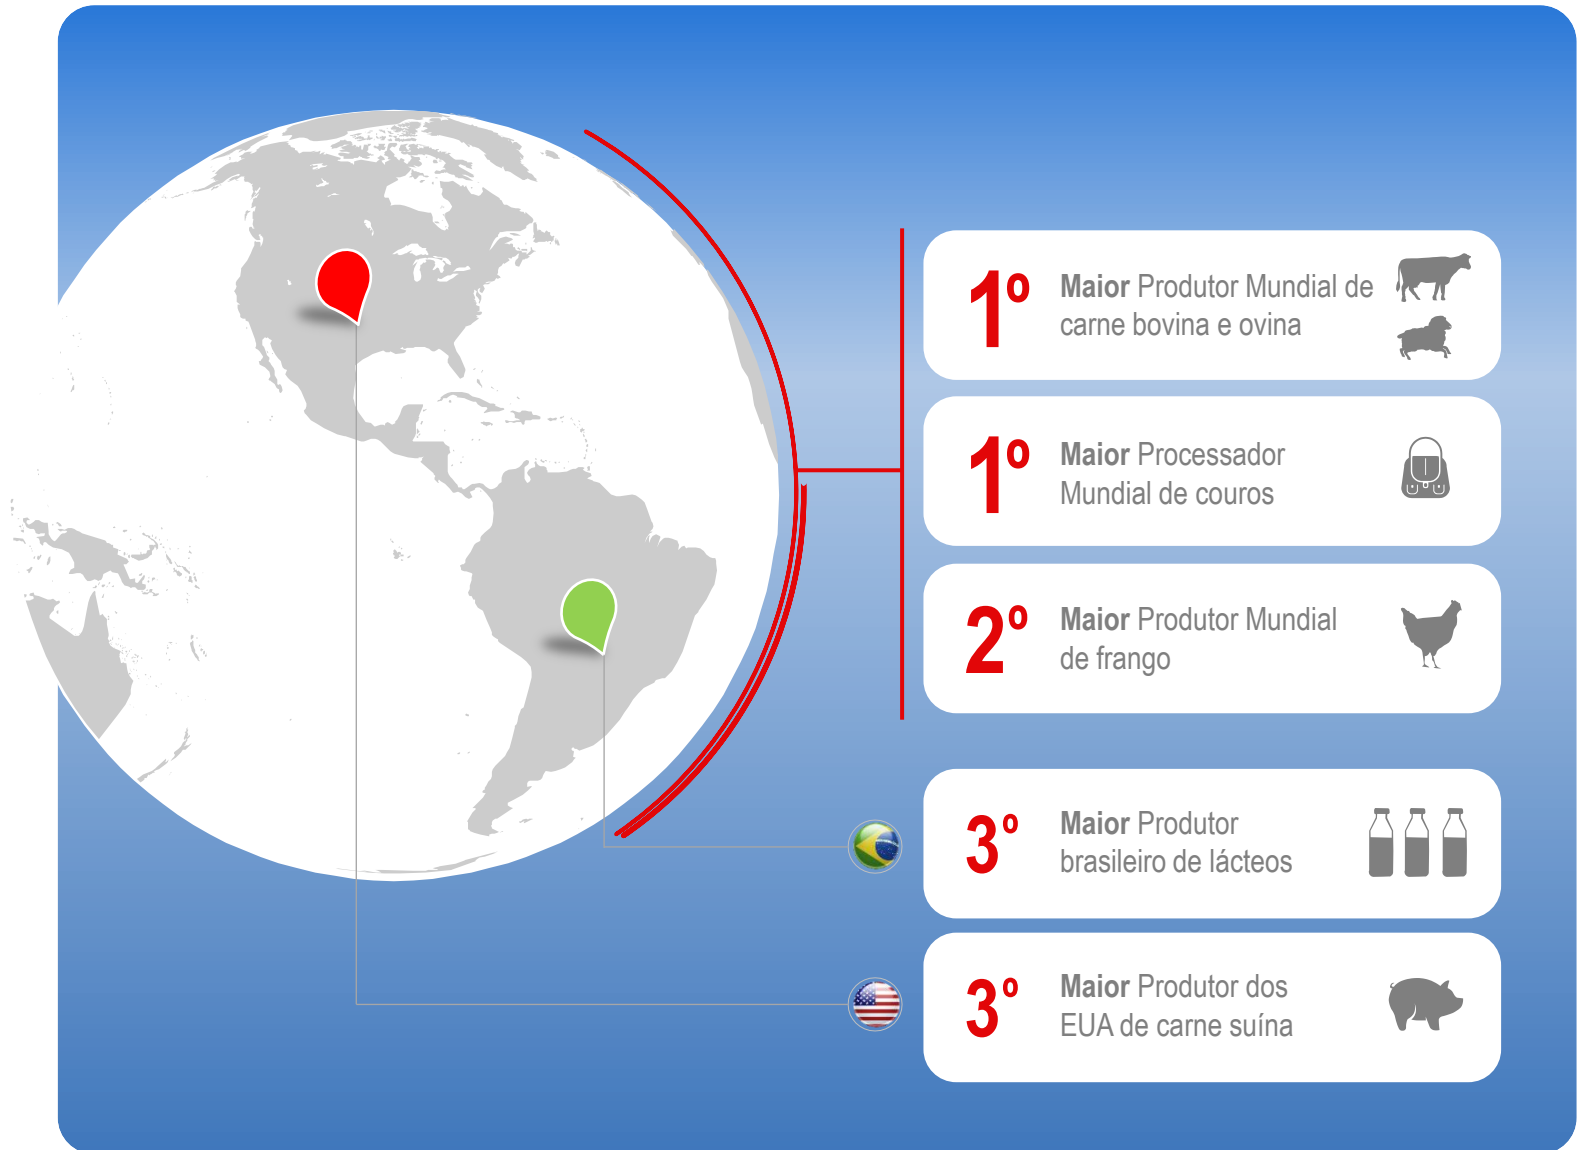 1º
Maior Produtor Mundial de
carne bovina e ovina
1º
Maior Processador
Mundial de couros
2º
Maior Produtor Mundial
de frango
3º
Maior Produtor
brasileiro de lácteos
3º
Maior Produtor dos
EUA de carne suína